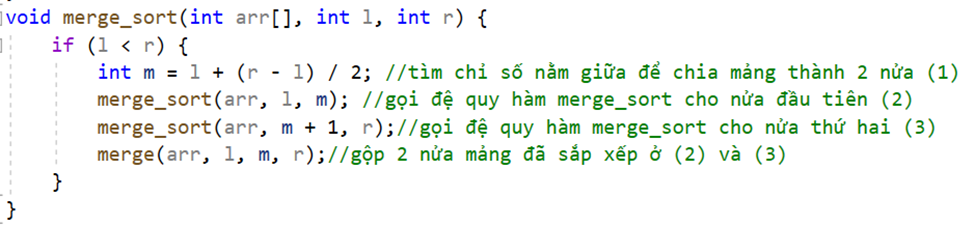 void merge_sort(int arr[], int l, int r) {
    if (l < r) {
        int m = l + (r - l) / 2; //tìm chỉ số nằm giữa để chia mảng thành 2 nửa (1)
        merge_sort(arr, l, m); //gọi đệ quy hàm merge_sort cho nửa đầu tiên (2)
        merge_sort(arr, m + 1, r);//gọi đệ quy hàm merge_sort cho nửa thứ hai (3)
        merge(arr, l, m, r);//gộp 2 nửa mảng đã sắp xếp ở (2) và (3)
    }
}